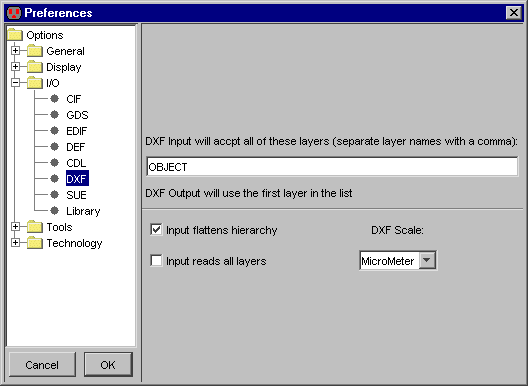 Preferences
Options
General
Display
I/O
CIF
GDS
EDIF
DEF
CDL
DXF
SUE
Library
Tools
Technology
Cancel
OK
DXF Input will accpt all of these layers (separate layer names with a comma):
OBJECT
DXF Output will use the first layer in the list
Input flattens hierarchy
DXF Scale:
Input reads all layers
MicroMeter